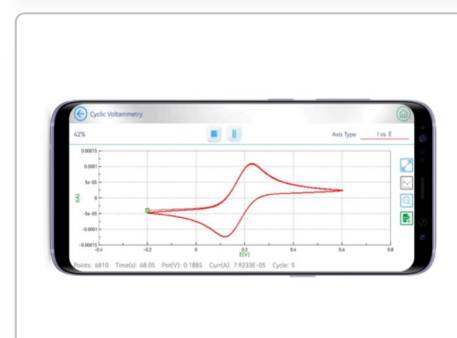 Cyclic Voltammetry
42%
Axis Type I vs. E
0.00015
0.0001
5e-05
0
-5e-05
-0.0001
-0.00015
I(A)
-0.4 -0.2 0 0.2 0.4 0.6 0.8
E(V)
Points: 6810 Time(s): 68.05 Pot(V): 0.1885 Curr(A): 7.9233E-05 Cycle: 5